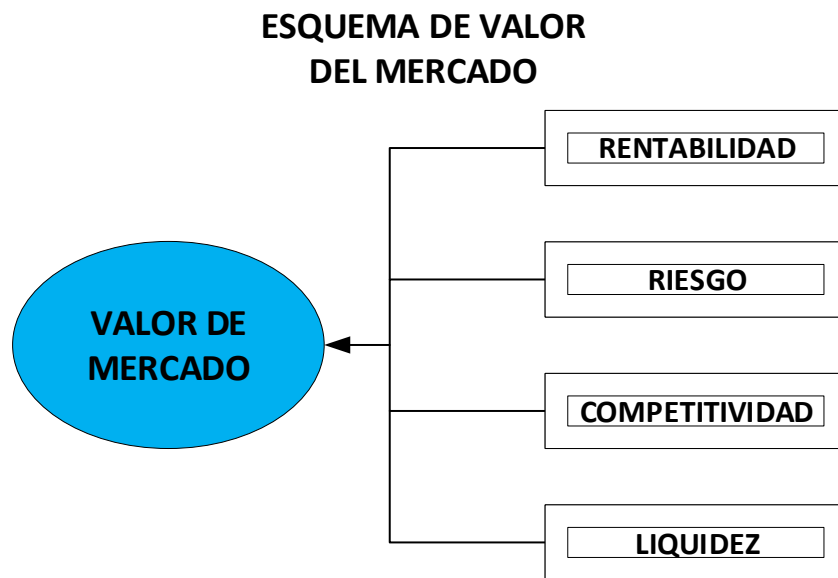 ESQUEMA DE VALOR
DEL MERCADO
RENTABILIDAD
RIESGO
VALOR DE
MERCADO
COMPETITIVIDAD
LIQUIDEZ